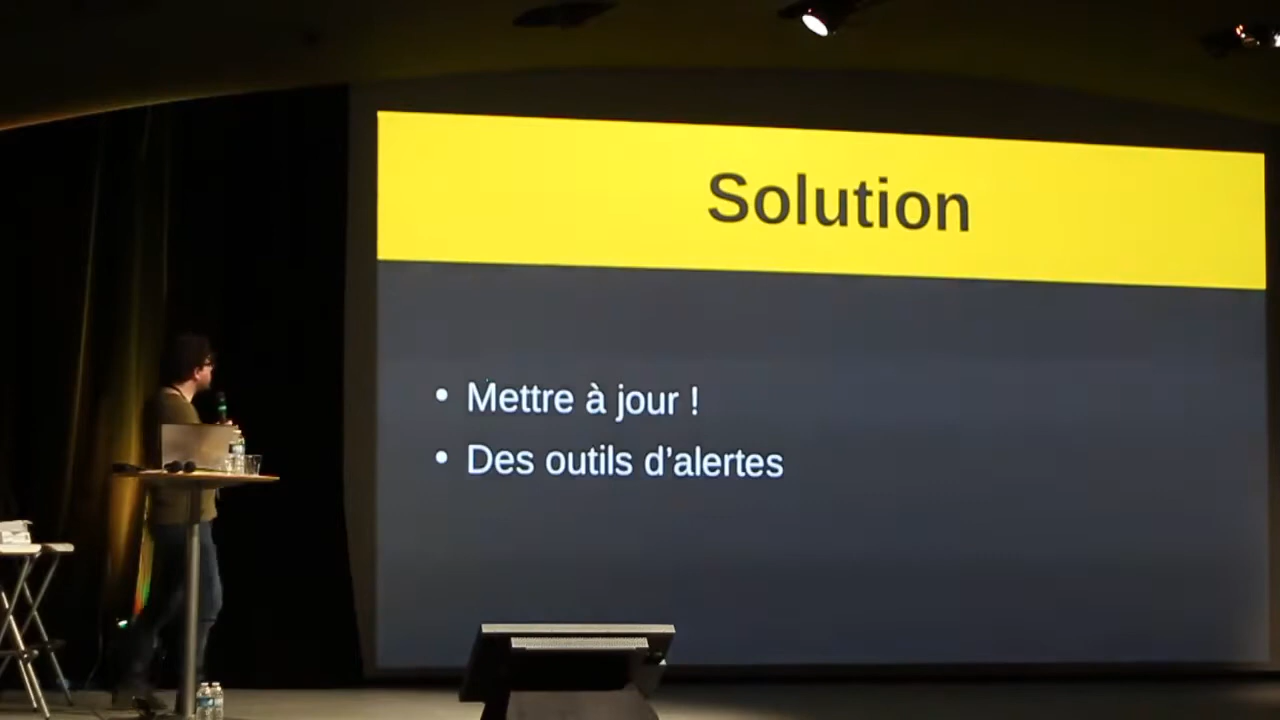 Solution
• Mettre à jour !
• Des outils d’alertes